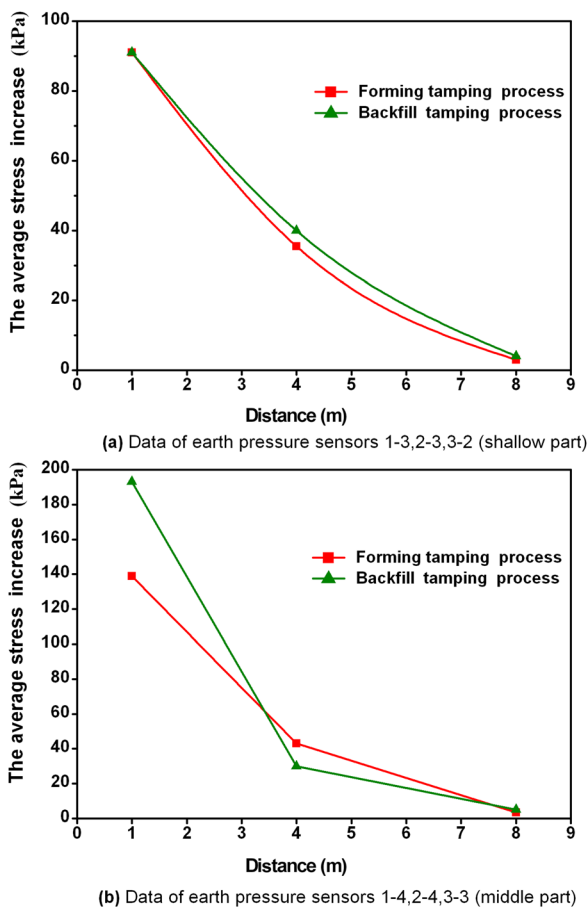 The average stress increase (kPa)
100
80
60
40
20
0
Forming tamping process
Backfill tamping process
0 1 2 3 4 5 6 7 8 9
Distance (m)
(a) Data of earth pressure sensors 1-3,2-3,3-2 (shallow part)
The average stress increase (kPa)
200
180
160
140
120
100
80
60
40
20
0
Forming tamping process
Backfill tamping process
0 1 2 3 4 5 6 7 8 9
Distance (m)
(b) Data of earth pressure sensors 1-4,2-4,3-3 (middle part)